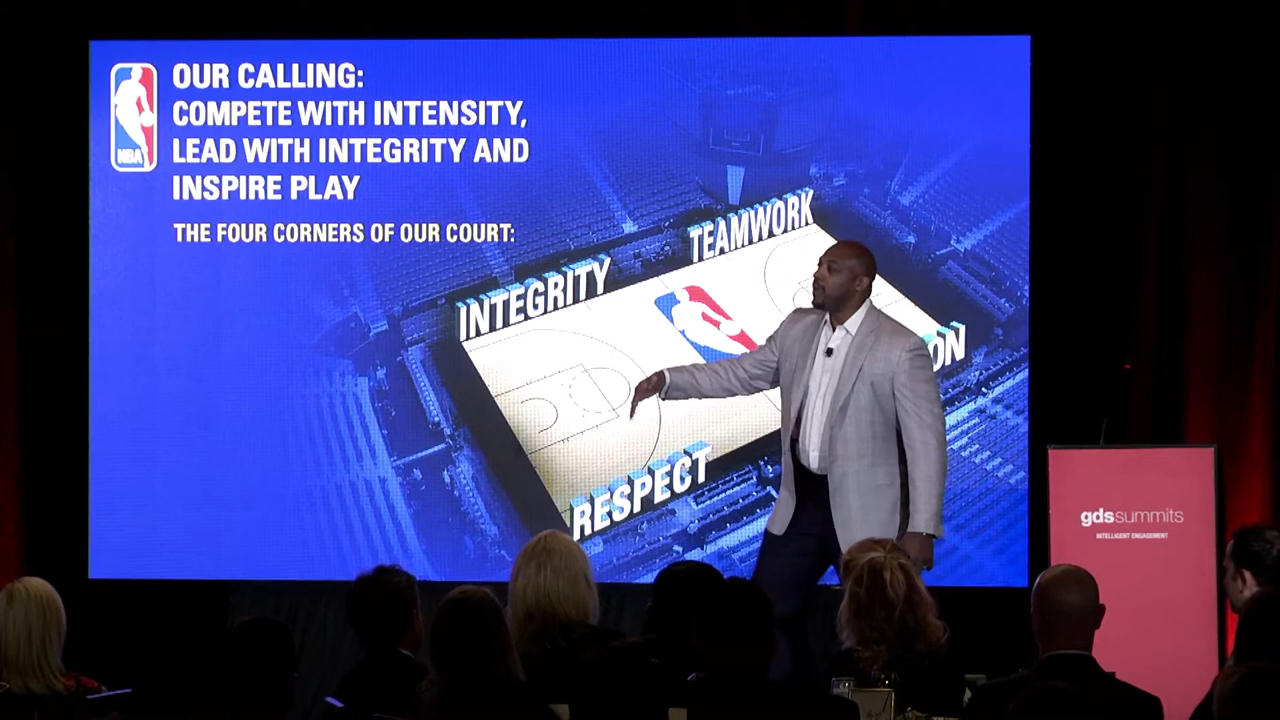 OUR CALLING:
COMPETE WITH INTENSITY,
LEAD WITH INTEGRITY AND
INSPIRE PLAY
NBA
THE FOUR CORNERS OF OUR COURT:
TEAMWORK
INTEGRITY
ON
RESPECT
gdssummits
INTELLIGENT ENGAGEMENT